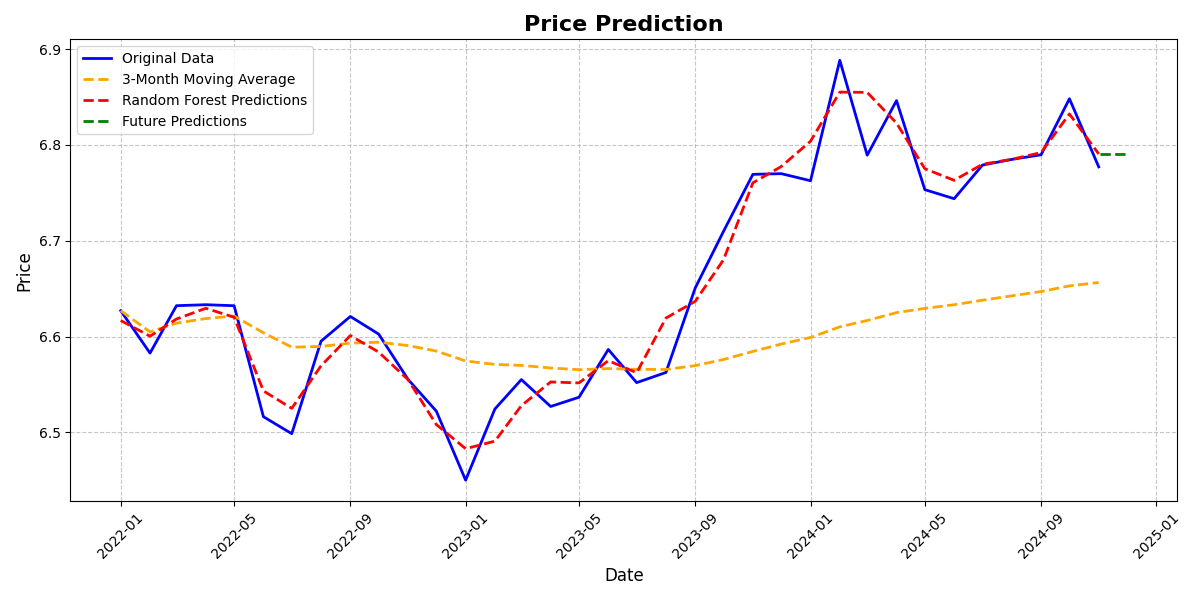 Price Prediction
Original Data
3-Month Moving Average
Random Forest Predictions
Future Predictions
6.9
6.8
6.7
6.6
6.5
Price
2022-01
2022-05
2022-09
2023-01
2023-05
2023-09
2024-01
2024-05
2024-09
2025-01
Date